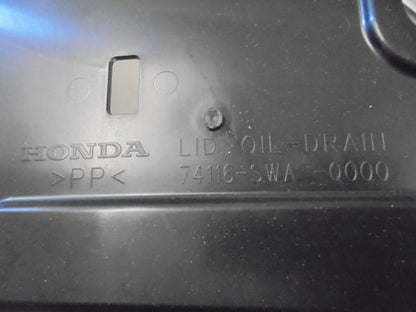 HONDA LID OIL-DRAIN
>PP< 74116-SWA -0000